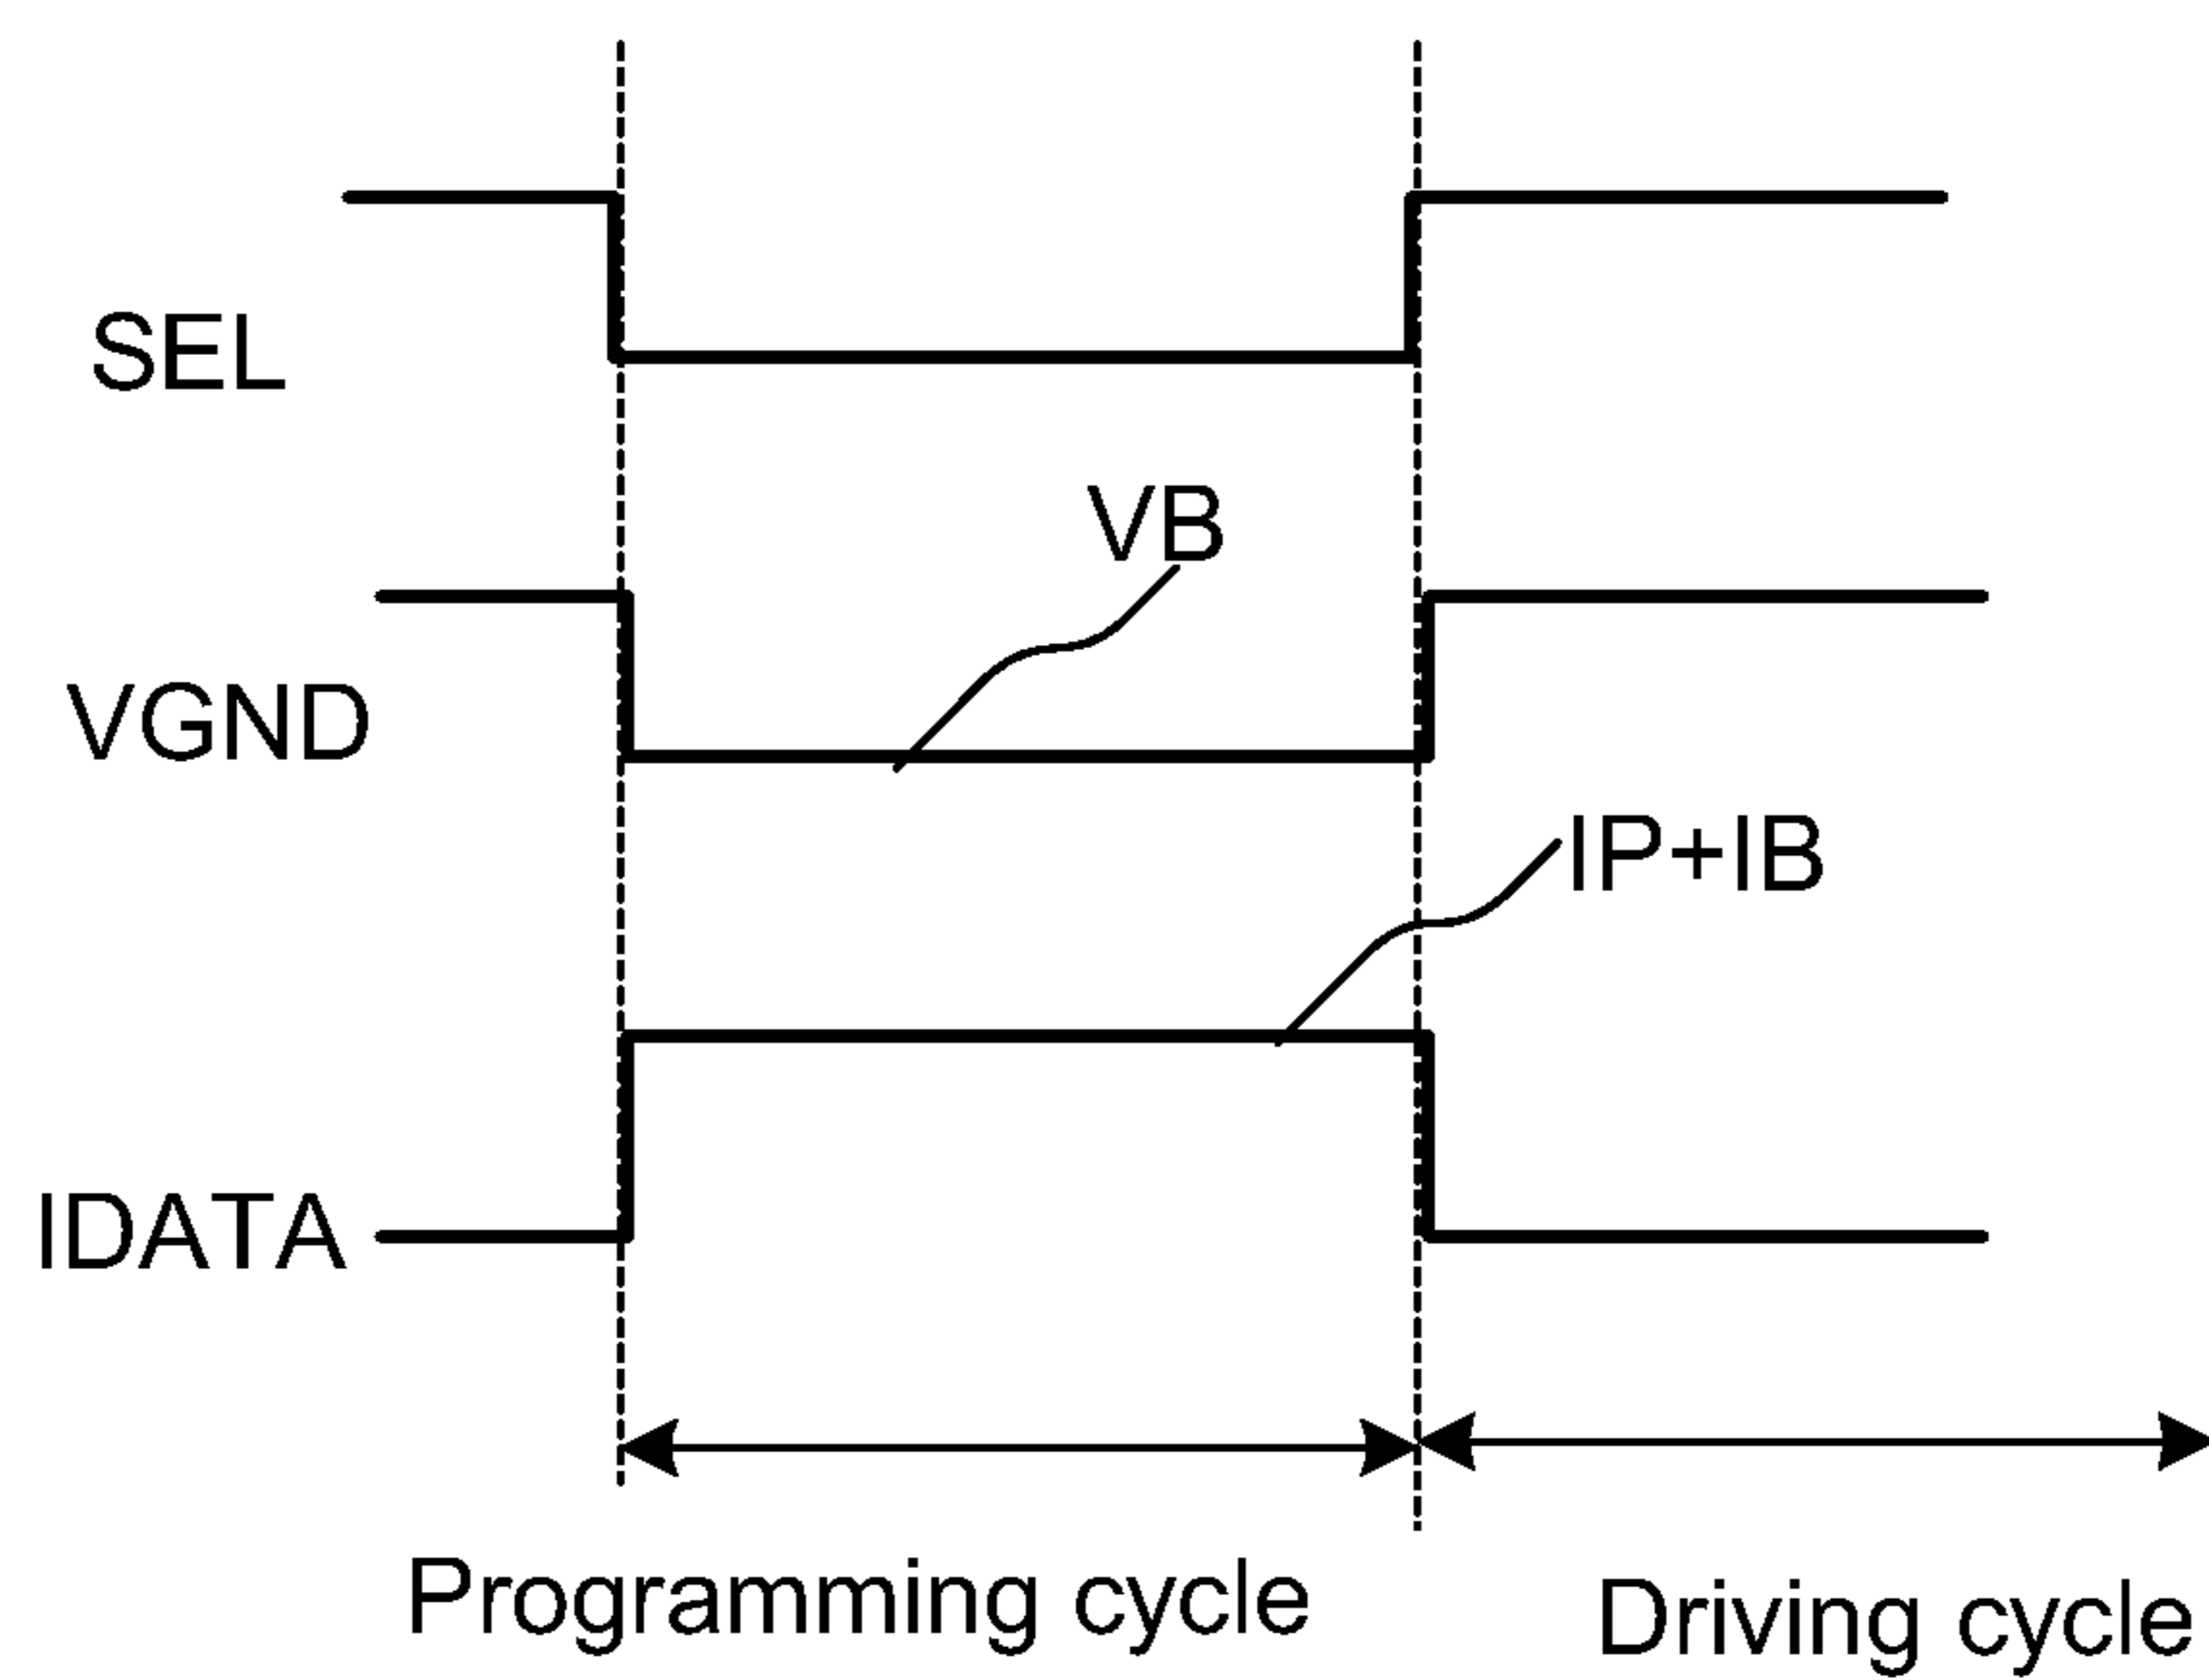 SEL
VB
VGND
IP+IB
IDATA
Programming cycle
Driving cycle